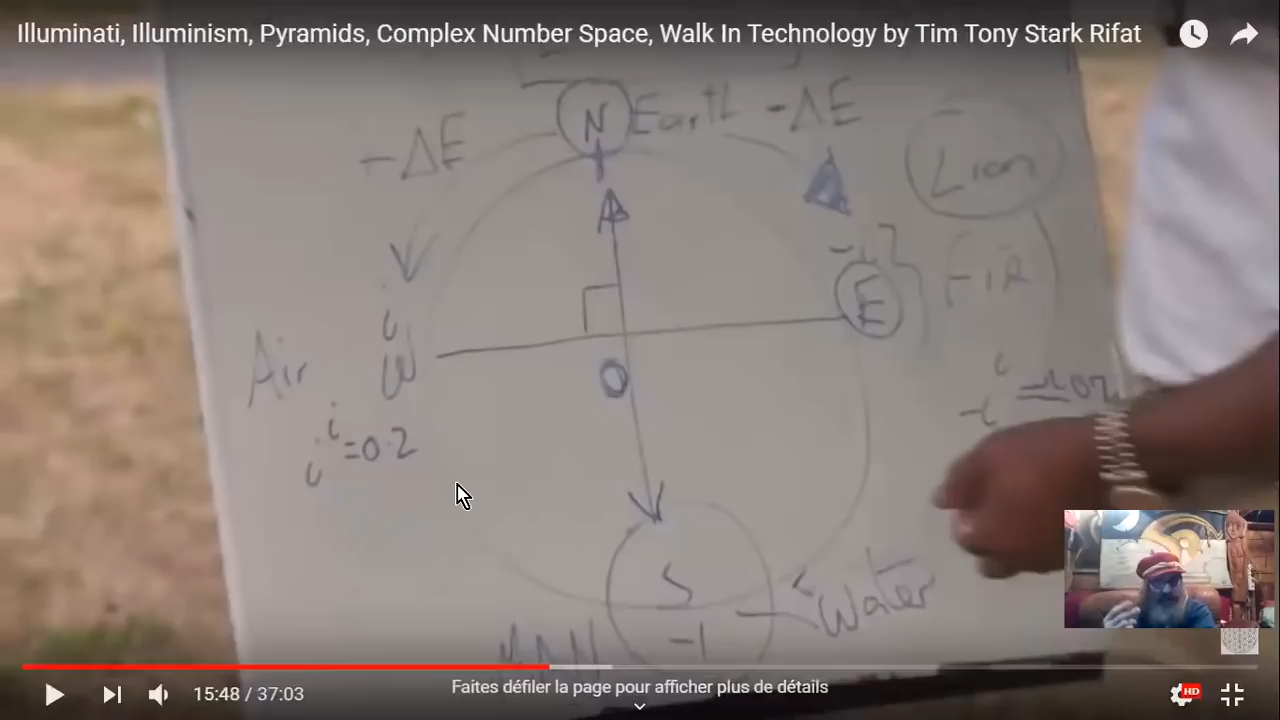 Illuminati, Illuminism, Pyramids, Complex Number Space, Walk In Technology by Tim Tony Stark Rifat
N
Earth
-ΔE
-ΔE
Lion
E
i
W
Air
O
i^i =0.2
-i
S
-1
Water
15:48 / 37:03
Faites défiler la page pour afficher plus de détails
HD